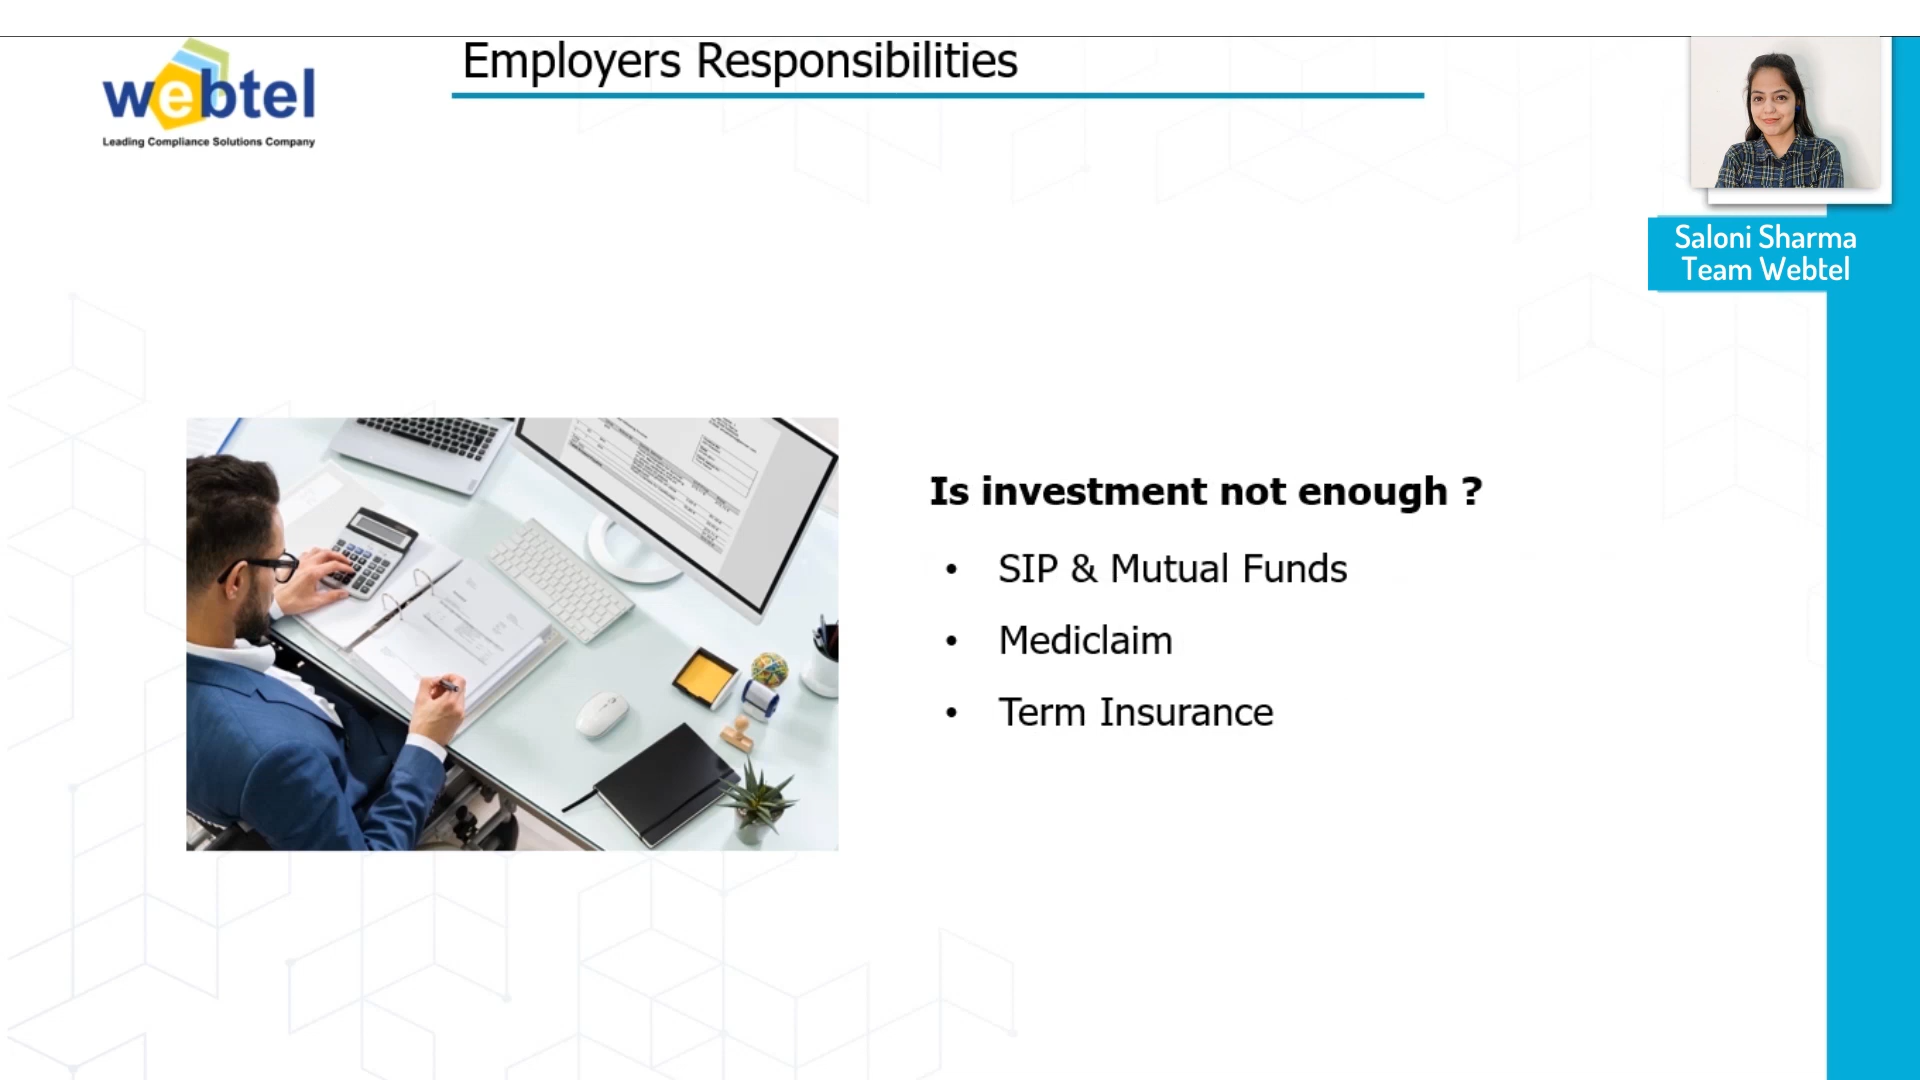 webtel
Leading Compliance Solutions Company
Employers Responsibilities
Saloni Sharma
Team Webtel
Is investment not enough ?
• SIP & Mutual Funds
• Mediclaim
• Term Insurance